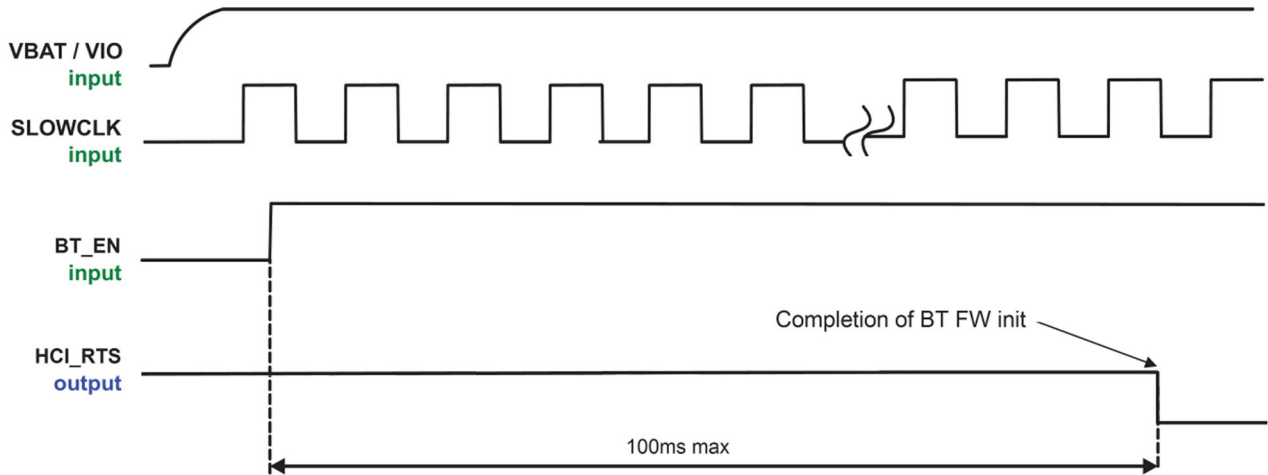 VBAT / VIO
input
SLOWCLK
input
BT_EN
input
Completion of BT FW init
HCI_RTS
output
100ms max